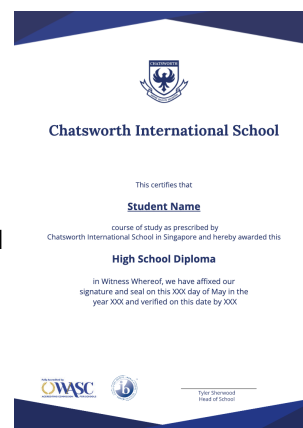 CHATSWORTH
Chatsworth International School
This certifies that
Student Name
course of study as prescribed by
Chatsworth International School in Singapore and hereby awarded this
High School Diploma
in Witness Whereof, we have affixed our
signature and seal on this XXX day of May in the
year XXX and verified on this date by XXX
WASC
Tyler Sherwood
Head of School